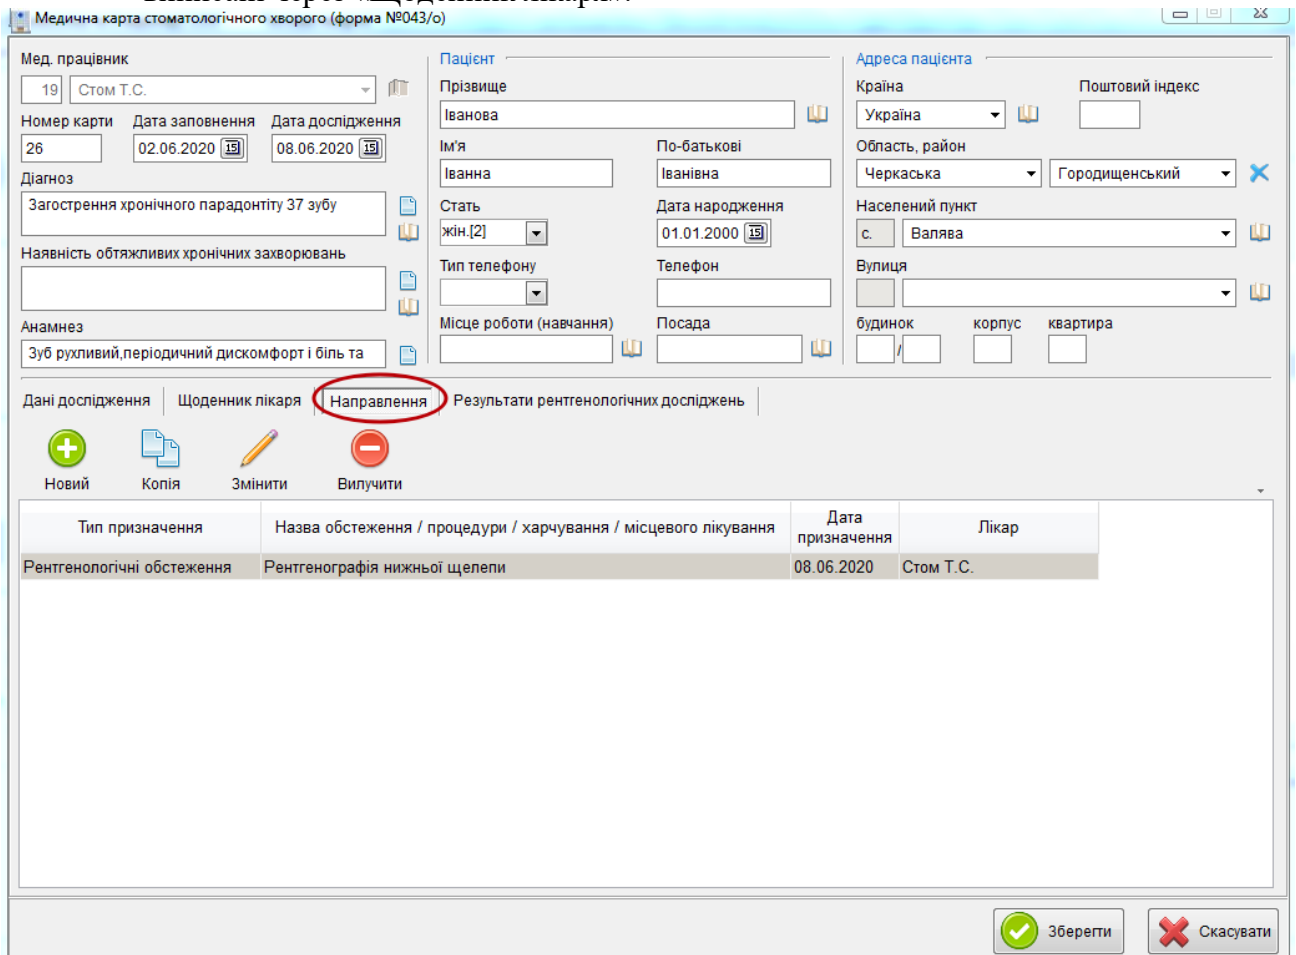 через «Щоденник лікаря».
Медична карта стоматологічного хворого (форма №043/о)
Мед. працівник
19 Стом Т.С.
Номер карти Дата заповнення Дата дослідження
26 02.06.2020 15 08.06.2020 15
Діагноз
Загострення хронічного парадонтіту 37 зубу
Наявність обтяжливих хронічних захворювань
Анамнез
Зуб рухливий,періодичний дискомфорт і біль та
Пацієнт
Прізвище
Іванова
Ім'я По-батькові
Іванна Іванівна
Стать Дата народження
жін.[2] 01.01.2000 15
Тип телефону Телефон
Місце роботи (навчання) Посада
Адреса пацієнта
Країна Поштовий індекс
Україна
Область, район
Черкаська Городищенський
Населений пункт
с. Валява
Вулиця
будинок корпус квартира
/
Дані дослідження Щоденник лікаря Направлення Результати рентгенологічних досліджень
Новий Копія Змінити Вилучити
Тип призначення Назва обстеження / процедури / харчування / місцевого лікування Дата призначення Лікар
Рентгенологічні обстеження Рентгенографія нижньої щелепи 08.06.2020 Стом Т.С.
Зберегти Скасувати